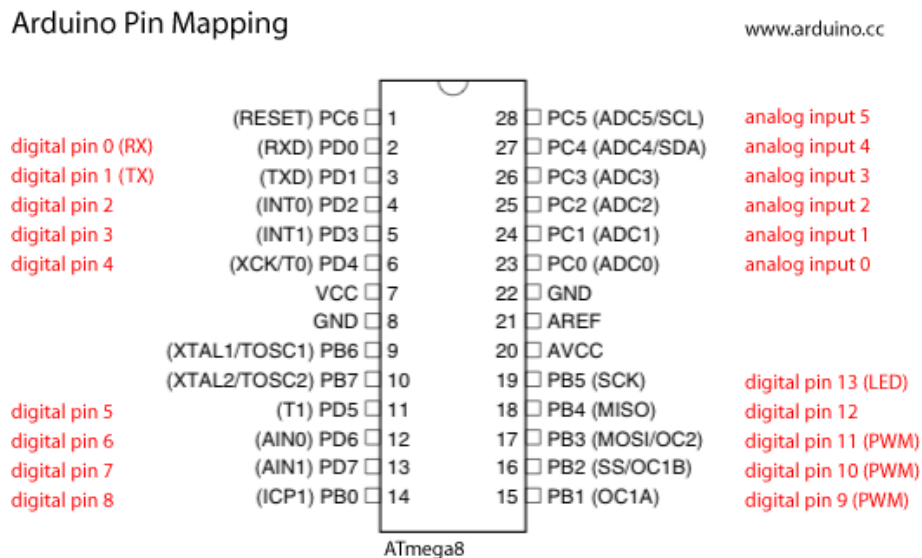 Arduino Pin Mapping
www.arduino.cc
(RESET) PC6 1 28 PC5 (ADC5/SCL) analog input 5
digital pin 0 (RX) (RXD) PD0 2 27 PC4 (ADC4/SDA) analog input 4
digital pin 1 (TX) (TXD) PD1 3 26 PC3 (ADC3) analog input 3
digital pin 2 (INT0) PD2 4 25 PC2 (ADC2) analog input 2
digital pin 3 (INT1) PD3 5 24 PC1 (ADC1) analog input 1
digital pin 4 (XCK/T0) PD4 6 23 PC0 (ADC0) analog input 0
VCC 7 22 GND
GND 8 21 AREF
(XTAL1/TOSC1) PB6 9 20 AVCC
(XTAL2/TOSC2) PB7 10 19 PB5 (SCK) digital pin 13 (LED)
digital pin 5 (T1) PD5 11 18 PB4 (MISO) digital pin 12
digital pin 6 (AIN0) PD6 12 17 PB3 (MOSI/OC2) digital pin 11 (PWM)
digital pin 7 (AIN1) PD7 13 16 PB2 (SS/OC1B) digital pin 10 (PWM)
digital pin 8 (ICP1) PB0 14 15 PB1 (OC1A) digital pin 9 (PWM)
ATmega8